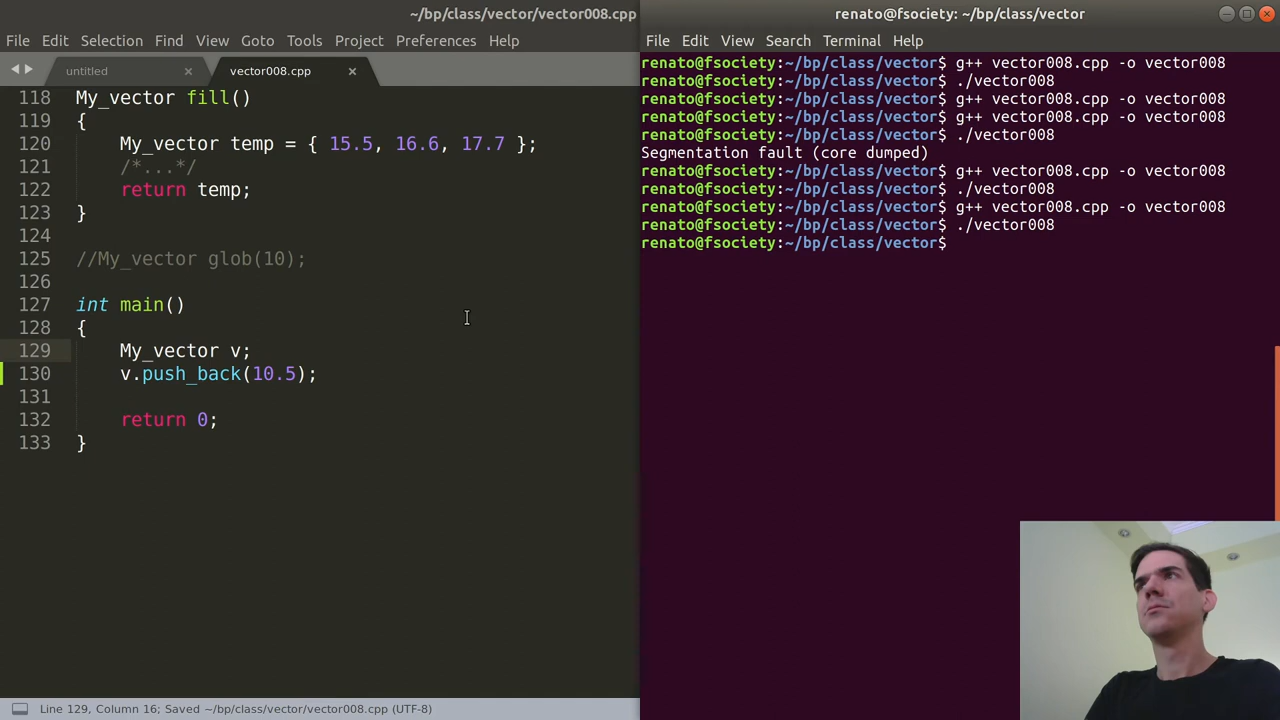 ~/bp/class/vector/vector008.cpp
File Edit Selection Find View Goto Tools Project Preferences Help
untitled × vector008.cpp ×
118 My_vector fill()
119 {
120 My_vector temp = { 15.5, 16.6, 17.7 };
121 /*...*/
122 return temp;
123 }
124
125 //My_vector glob(10);
126
127 int main()
128 {
129 My_vector v;
130 v.push_back(10.5);
131
132 return 0;
133 }
Line 129, Column 16; Saved ~/bp/class/vector/vector008.cpp (UTF-8)
renato@fsociety: ~/bp/class/vector
File Edit View Search Terminal Help
renato@fsociety:~/bp/class/vector$ g++ vector008.cpp -o vector008
renato@fsociety:~/bp/class/vector$ ./vector008
renato@fsociety:~/bp/class/vector$ g++ vector008.cpp -o vector008
renato@fsociety:~/bp/class/vector$ g++ vector008.cpp -o vector008
renato@fsociety:~/bp/class/vector$ ./vector008
Segmentation fault (core dumped)
renato@fsociety:~/bp/class/vector$ g++ vector008.cpp -o vector008
renato@fsociety:~/bp/class/vector$ ./vector008
renato@fsociety:~/bp/class/vector$ g++ vector008.cpp -o vector008
renato@fsociety:~/bp/class/vector$ ./vector008
renato@fsociety:~/bp/class/vector$